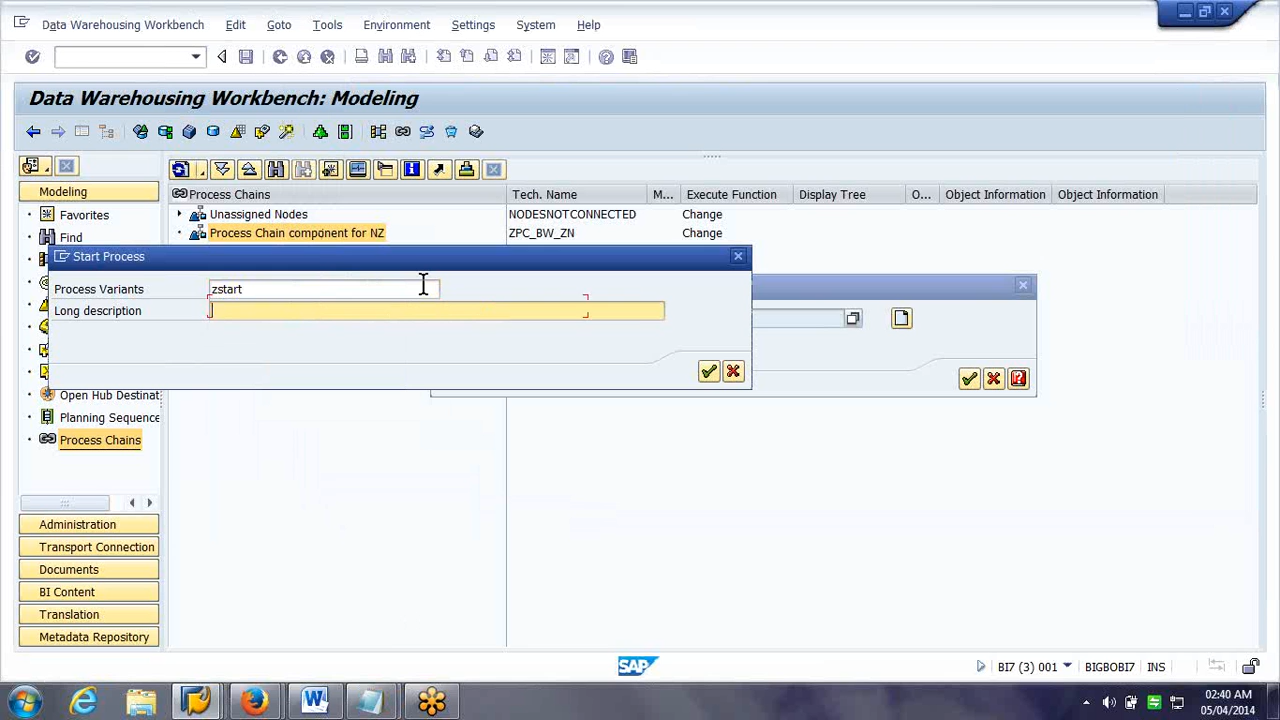 Data Warehousing Workbench Edit Goto Tools Environment Settings System Help
Data Warehousing Workbench: Modeling
Modeling
Process Chains Tech. Name M... Execute Function Display Tree O... Object Information Object Information
Favorites
Unassigned Nodes NODESNOTCONNECTED Change
Find
Process Chain component for NZ ZPC_BW_ZN Change
Start Process
Process Variants zstart
Long description
Open Hub Destinat
Planning Sequence
Process Chains
Administration
Transport Connection
Documents
BI Content
Translation
Metadata Repository
SAP
BI7 (3) 001 BIGBOBI7 INS
02:40 AM
05/04/2014